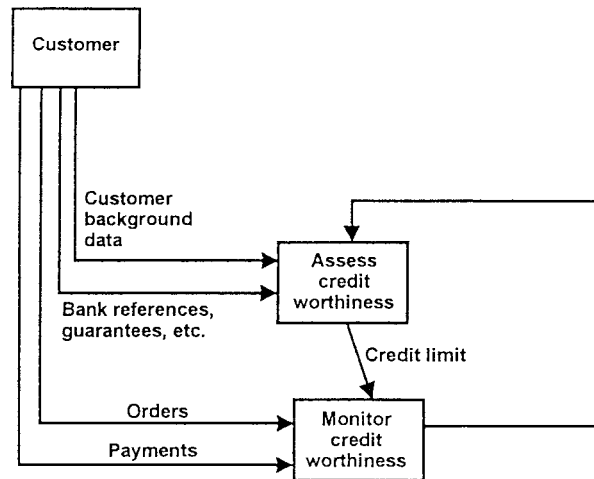 Customer
Customer
background
data
Assess
credit
worthiness
Bank references,
guarantees, etc.
Credit limit
Orders
Monitor
credit
worthiness
Payments